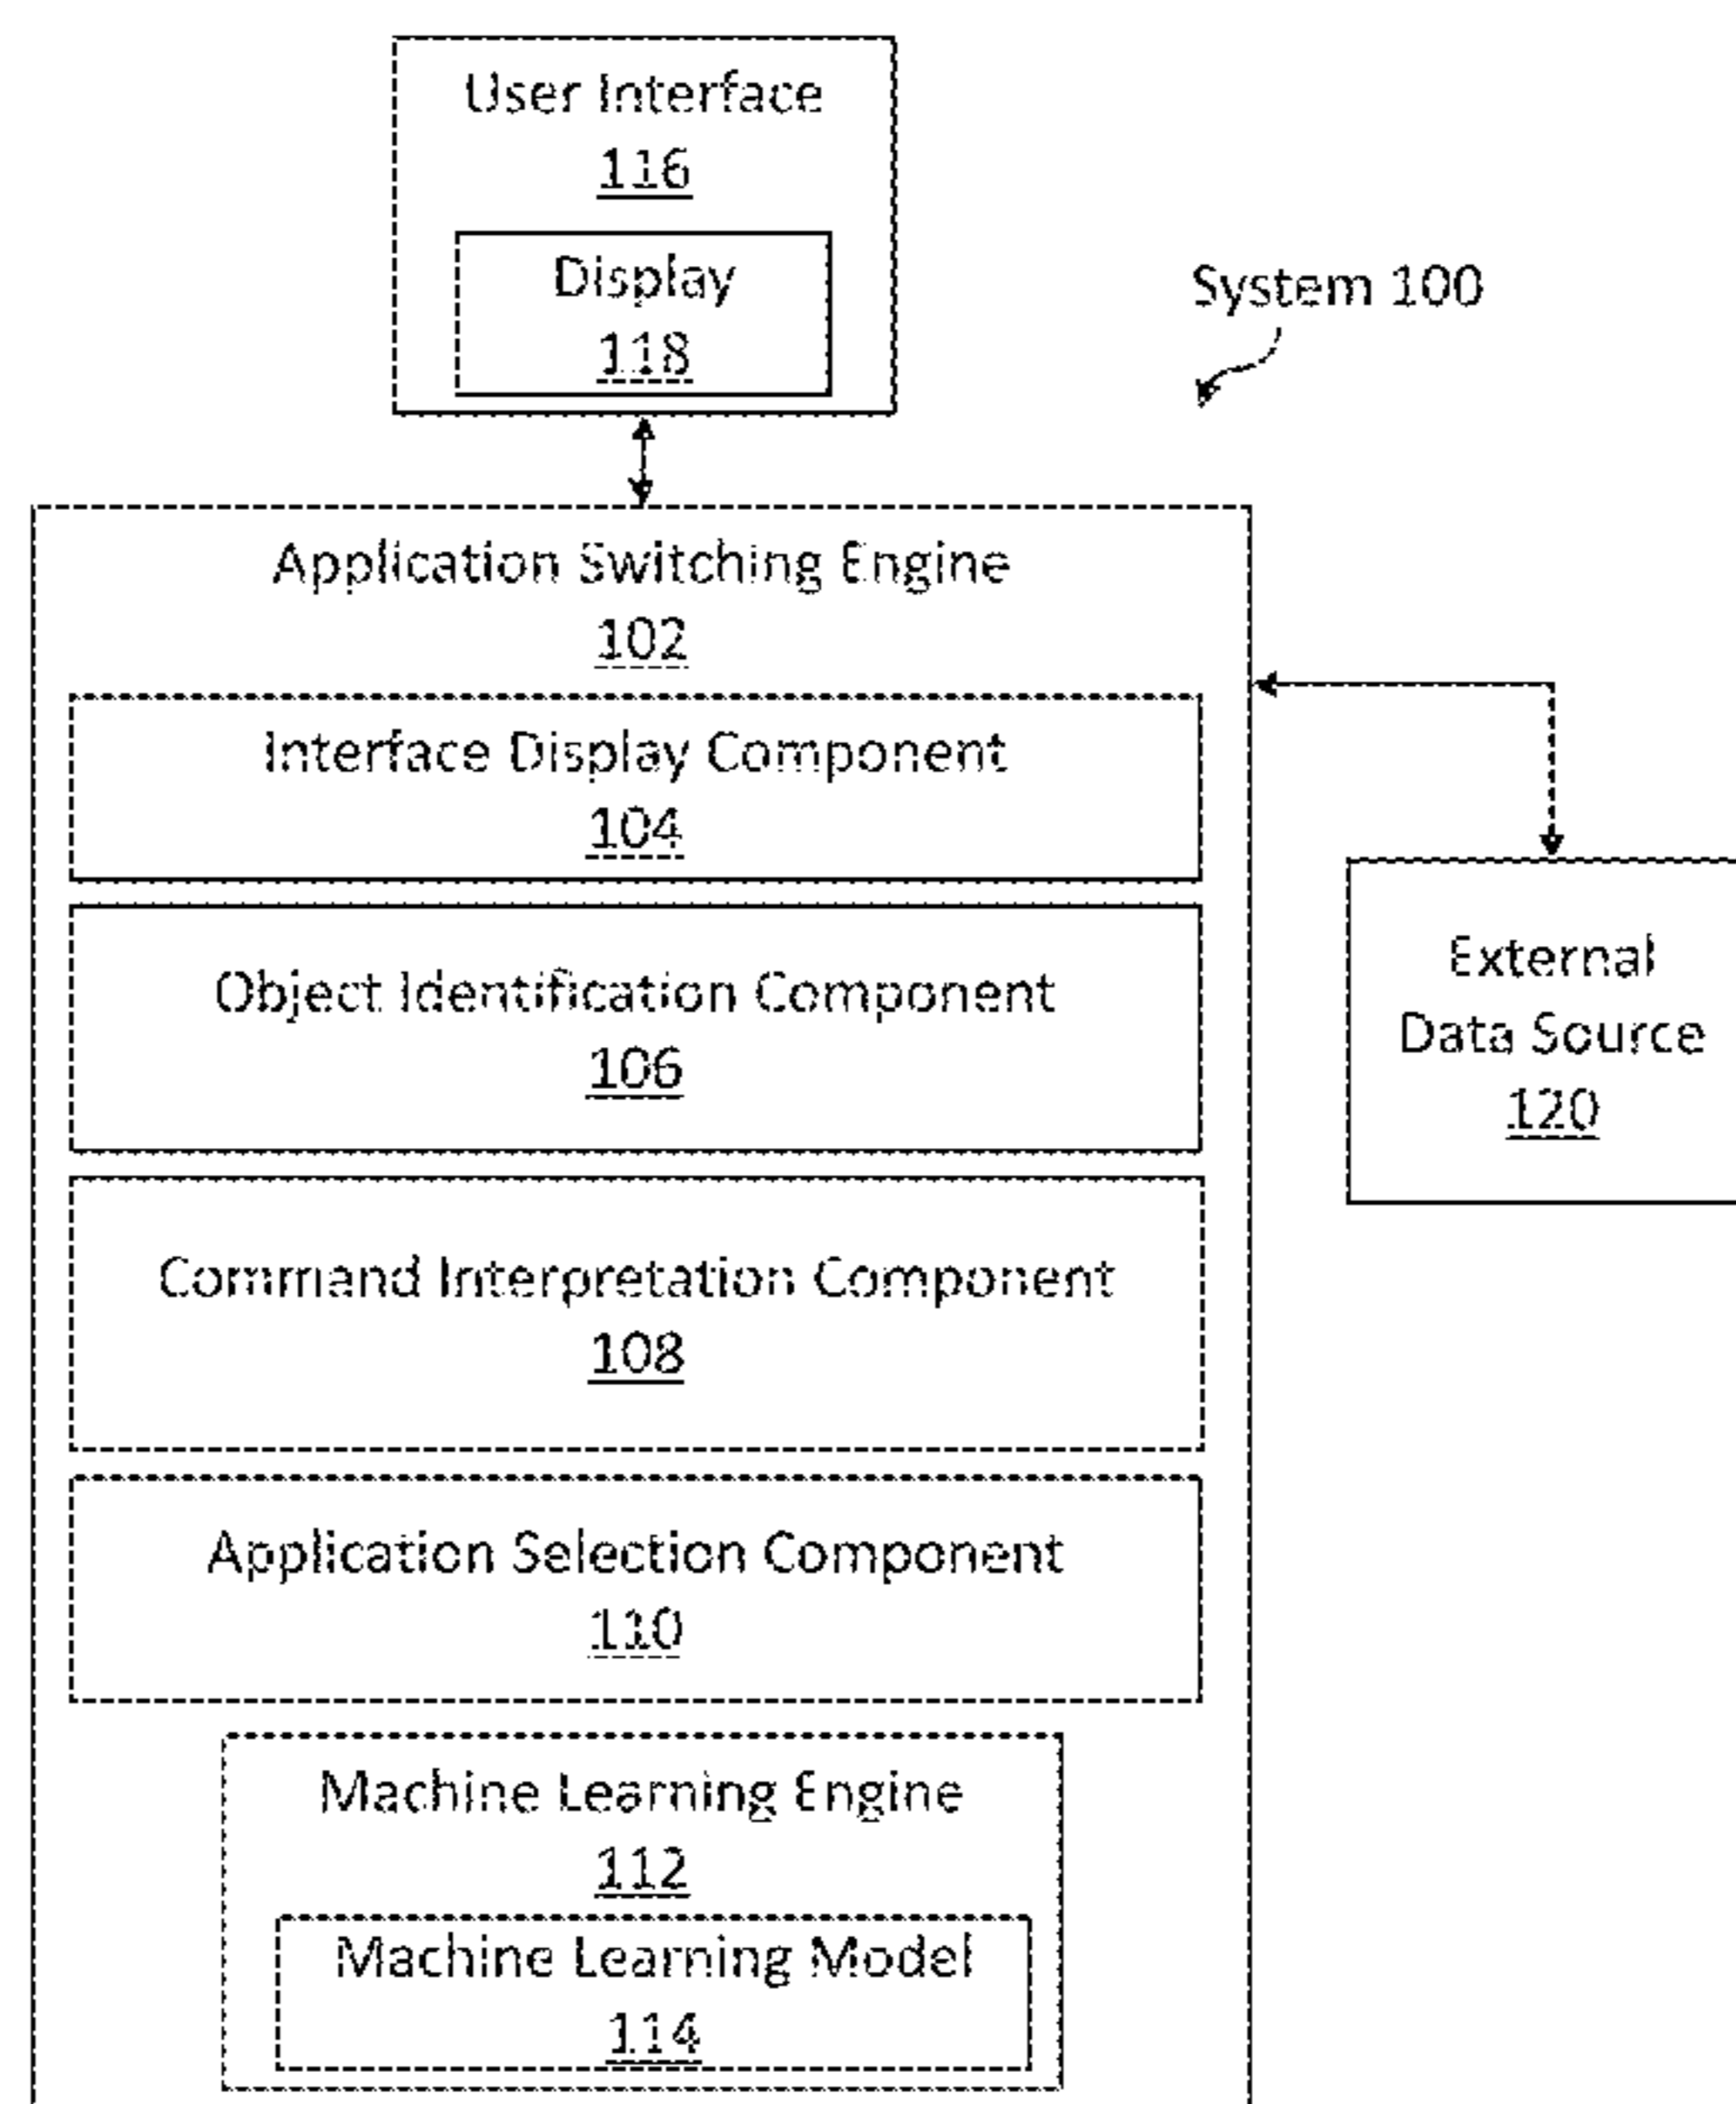 User Interface
116
Display
118
System 100
Application Switching Engine
102
Interface Display Component
104
Object Identification Component
106
External
Data Source
120
Command Interpretation Component
108
Application Selection Component
110
Machine Learning Engine
112
Machine Learning Model
114